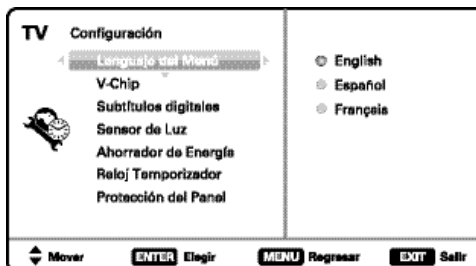 TV Configuración
Lenguaje del Menú
V-Chip
Subtítulos digitales
Sensor de Luz
Ahorrador de Energía
Reloj Temporizador
Protección del Panel
English
Español
Français
Mover ENTER Elegir MENU Regresar EXIT Salir